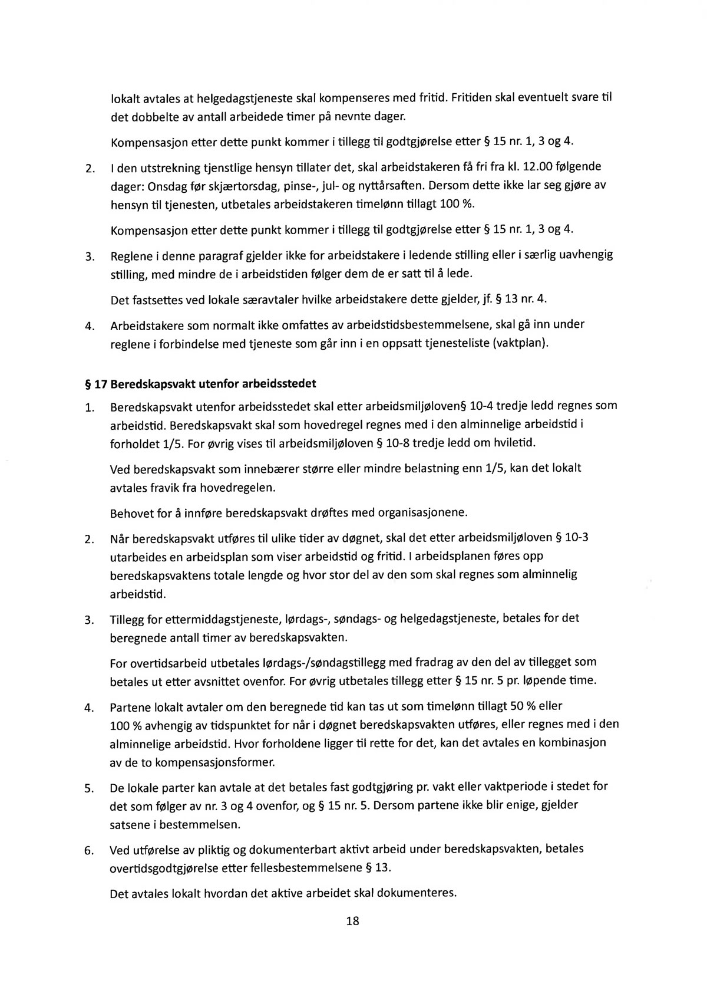 lokalt avtales at helgedagstjeneste skal kompenseres med fritid. Fritiden skal eventuelt svare til
det dobbelte av antall arbeidede timer på nevnte dager.
Kompensasjon etter dette punkt kommer i tillegg til godtgjørelse etter § 15 nr. 1, 3 og 4.
2. I den utstrekning tjenstlige hensyn tillater det, skal arbeidstakeren få fri fra kl. 12.00 følgende
dager: Onsdag før skjærtorsdag, pinse-, jul- og nyttårsaften. Dersom dette ikke lar seg gjøre av
hensyn til tjenesten, utbetales arbeidstakeren timelønn tillagt 100 %.
Kompensasjon etter dette punkt kommer i tillegg til godtgjørelse etter § 15 nr. 1, 3 og 4.
3. Reglene i denne paragraf gjelder ikke for arbeidstakere i ledende stilling eller i særlig uavhengig
stilling, med mindre de i arbeidstiden følger dem de er satt til å lede.
Det fastsettes ved lokale særavtaler hvilke arbeidstakere dette gjelder, jf. § 13 nr. 4.
4. Arbeidstakere som normalt ikke omfattes av arbeidstidsbestemmelsene, skal gå inn under
reglene i forbindelse med tjeneste som går inn i en oppsatt tjenesteliste (vaktplan).
§ 17 Beredskapsvakt utenfor arbeidsstedet
1. Beredskapsvakt utenfor arbeidsstedet skal etter arbeidsmiljøloven§ 10-4 tredje ledd regnes som
arbeidstid. Beredskapsvakt skal som hovedregel regnes med i den alminnelige arbeidstid i
forholdet 1/5. For øvrig vises til arbeidsmiljøloven § 10-8 tredje ledd om hviletid.
Ved beredskapsvakt som innebærer større eller mindre belastning enn 1/5, kan det lokalt
avtales fravik fra hovedregelen.
Behovet for å innføre beredskapsvakt drøftes med organisasjonene.
2. Når beredskapsvakt utføres til ulike tider av døgnet, skal det etter arbeidsmiljøloven § 10-3
utarbeides en arbeidsplan som viser arbeidstid og fritid. I arbeidsplanen føres opp
beredskapsvaktens totale lengde og hvor stor del av den som skal regnes som alminnelig
arbeidstid.
3. Tillegg for ettermiddagstjeneste, lørdags-, søndags- og helgedagstjeneste, betales for det
beregnede antall timer av beredskapsvakten.
For overtidsarbeid utbetales lørdags-/søndagstillegg med fradrag av den del av tillegget som
betales ut etter avsnittet ovenfor. For øvrig utbetales tillegg etter § 15 nr. 5 pr. løpende time.
4. Partene lokalt avtaler om den beregnede tid kan tas ut som timelønn tillagt 50 % eller
100 % avhengig av tidspunktet for når i døgnet beredskapsvakten utføres, eller regnes med i den
alminnelige arbeidstid. Hvor forholdene ligger til rette for det, kan det avtales en kombinasjon
av de to kompensasjonsformer.
5. De lokale parter kan avtale at det betales fast godtgjøring pr. vakt eller vaktperiode i stedet for
det som følger av nr. 3 og 4 ovenfor, og § 15 nr. 5. Dersom partene ikke blir enige, gjelder
satsene i bestemmelsen.
6. Ved utførelse av pliktig og dokumenterbart aktivt arbeid under beredskapsvakten, betales
overtidsgodtgjørelse etter fellesbestemmelsene § 13.
Det avtales lokalt hvordan det aktive arbeidet skal dokumenteres.
18